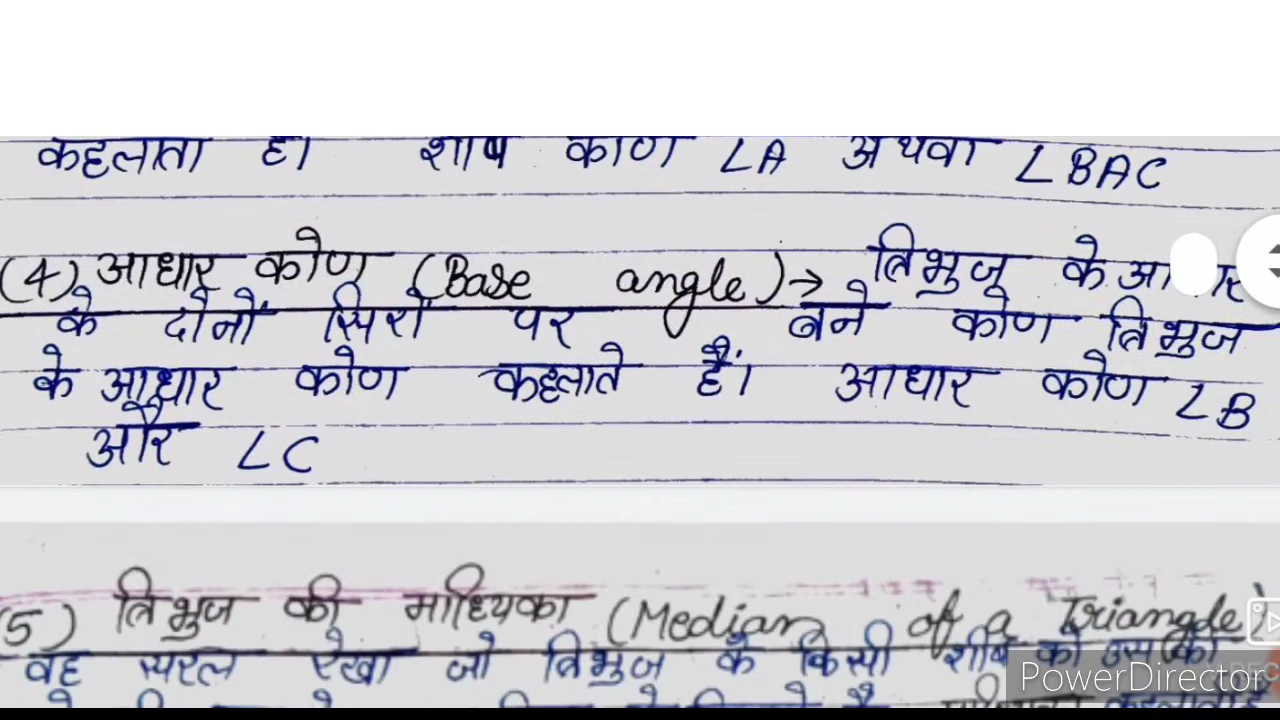 कहलाता है। शीर्ष कोण ∠A अथवा ∠BAC
(4) आधार कोण (Base angle) → त्रिभुज के आधार
के दोनों सिरों पर बने कोण त्रिभुज
के आधार कोण कहलाते हैं। आधार कोण ∠B
और ∠C
5) त्रिभुज की माध्यिका (Median of a Triangle
वह सरल रेखा जो त्रिभुज के किसी शीर्ष को उसकी
PowerDirector